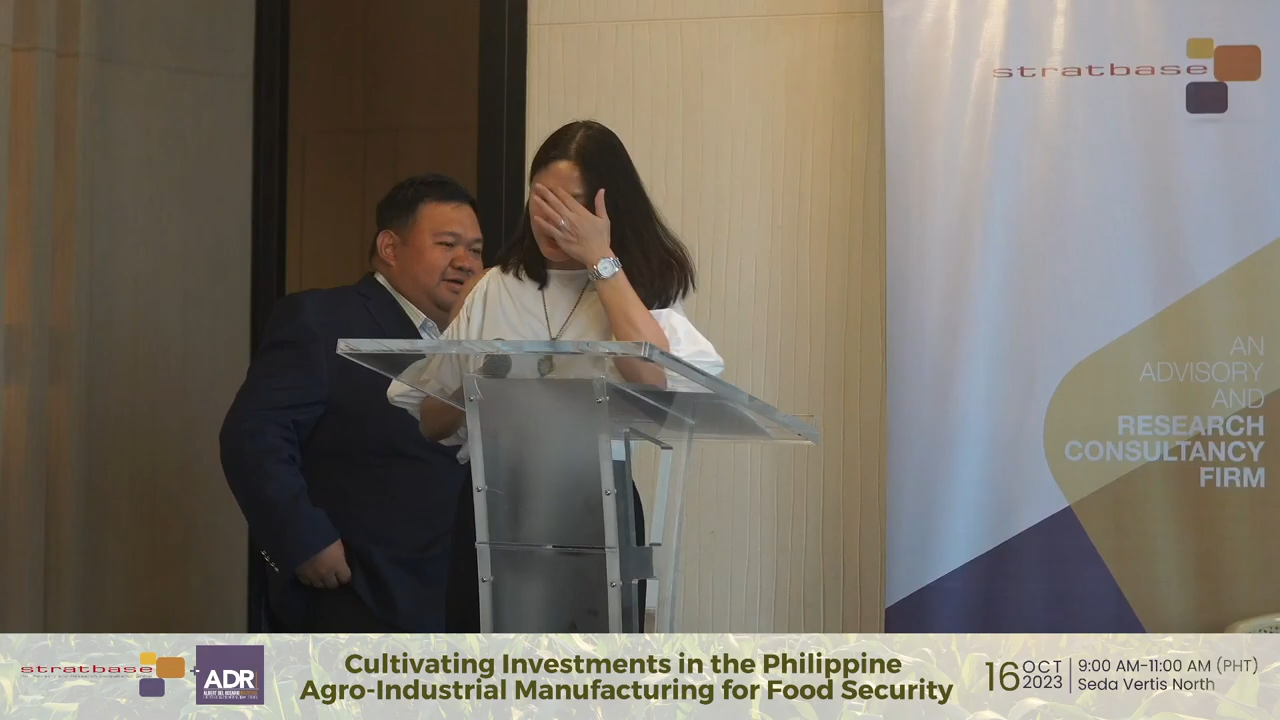 stratbase
AN
ADVISORY
AND
RESEARCH
CONSULTANCY
FIRM
stratbase
+
ADR
Cultivating Investments in the Philippine
Agro-Industrial Manufacturing for Food Security
16 OCT 2023
9:00 AM-11:00 AM (PHT)
Seda Vertis North